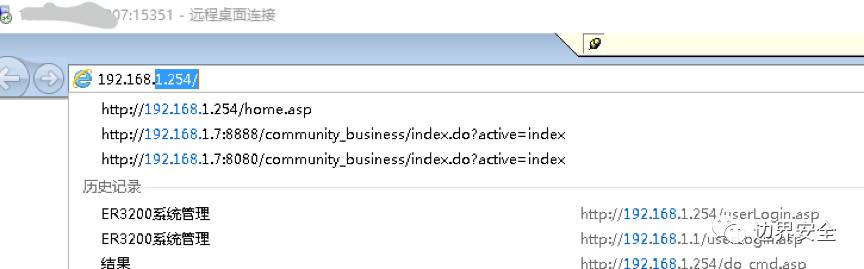 007:15351 - 远程桌面连接
192.168.1.254/
http://192.168.1.254/home.asp
http://192.168.1.7:8888/community_business/index.do?active=index
http://192.168.1.7:8080/community_business/index.do?active=index
历史记录
ER3200系统管理 http://192.168.1.254/userLogin.asp
ER3200系统管理 http://192.168.1.1/userLogin.asp
结果 http://192.168.1.254/do_cmd.asp
边界安全